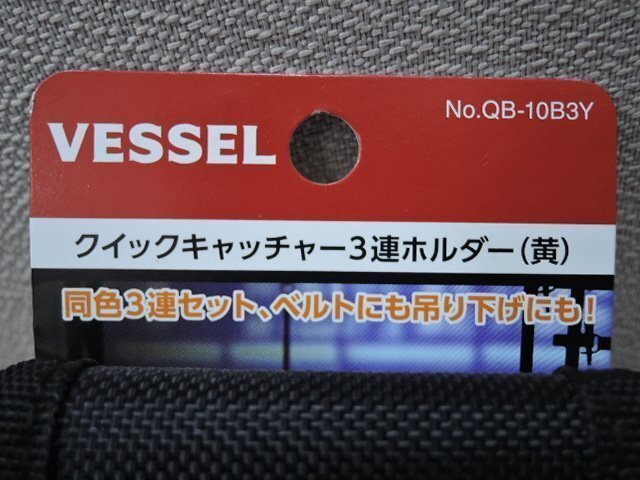 No.QB-10B3Y
VESSEL
クイックキャッチャー3連ホルダー(黄)
同色3連セット、ベルトにも吊り下げにも!